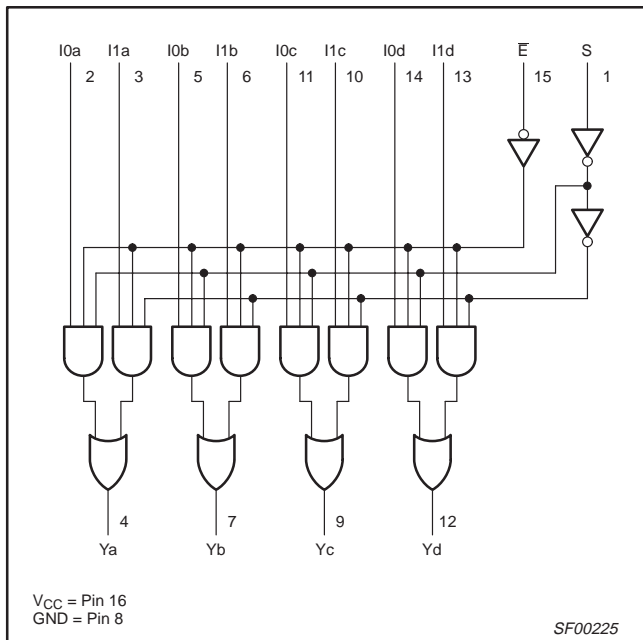 I0a I1a I0b I1b I0c I1c I0d I1d E̅ S
2 3 5 6 11 10 14 13 15 1
4 7 9 12
Ya Yb Yc Yd
VCC = Pin 16
GND = Pin 8
SF00225